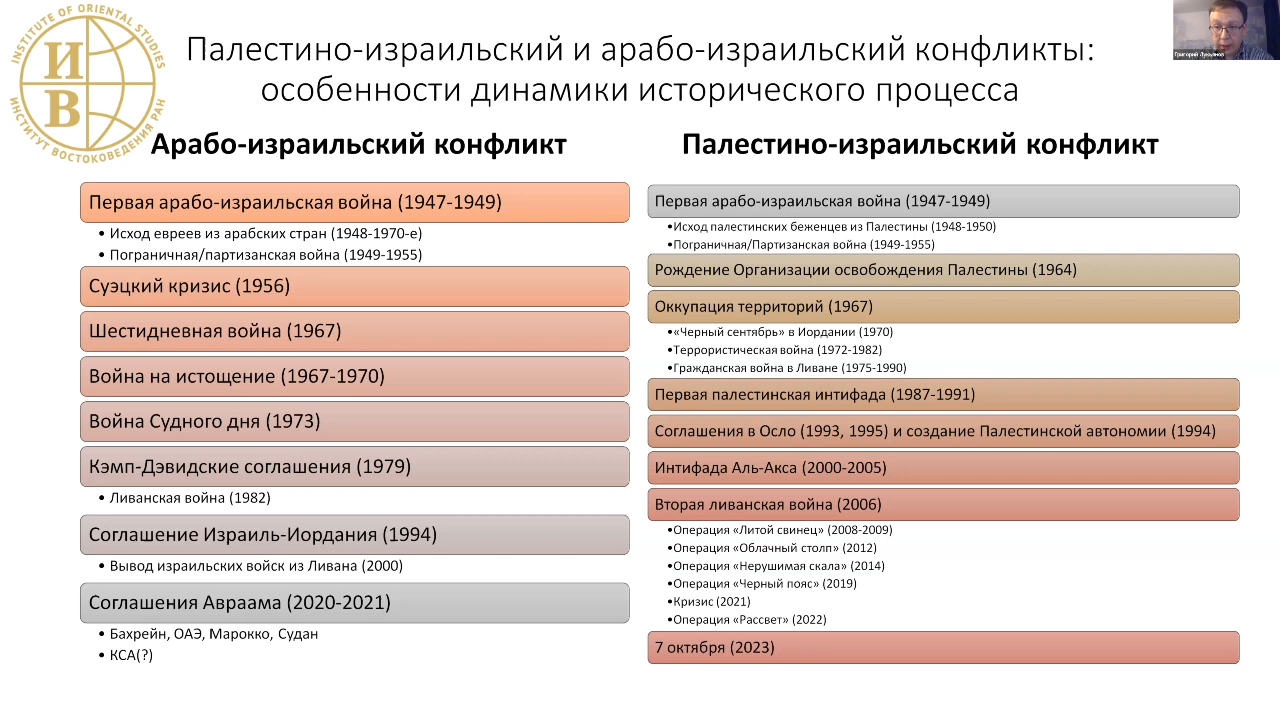 INSTITUTE OF ORIENTAL STUDIES
ИВ
ИНСТИТУТ ВОСТОКОВЕДЕНИЯ РАН
Палестино-израильский и арабо-израильский конфликты:
особенности динамики исторического процесса
Григорий Лукьянов
Арабо-израильский конфликт
Первая арабо-израильская война (1947-1949)
• Исход евреев из арабских стран (1948-1970-е)
• Пограничная/партизанская война (1949-1955)
Суэцкий кризис (1956)
Шестидневная война (1967)
Война на истощение (1967-1970)
Война Судного дня (1973)
Кэмп-Дэвидские соглашения (1979)
• Ливанская война (1982)
Соглашение Израиль-Иордания (1994)
• Вывод израильских войск из Ливана (2000)
Соглашения Авраама (2020-2021)
• Бахрейн, ОАЭ, Марокко, Судан
• КСА(?)
Палестино-израильский конфликт
Первая арабо-израильская война (1947-1949)
•Исход палестинских беженцев из Палестины (1948-1950)
•Пограничная/Партизанская война (1949-1955)
Рождение Организации освобождения Палестины (1964)
Оккупация территорий (1967)
•«Черный сентябрь» в Иордании (1970)
•Террористическая война (1972-1982)
•Гражданская война в Ливане (1975-1990)
Первая палестинская интифада (1987-1991)
Соглашения в Осло (1993, 1995) и создание Палестинской автономии (1994)
Интифада Аль-Акса (2000-2005)
Вторая ливанская война (2006)
•Операция «Литой свинец» (2008-2009)
•Операция «Облачный столп» (2012)
•Операция «Нерушимая скала» (2014)
•Операция «Черный пояс» (2019)
•Кризис (2021)
•Операция «Рассвет» (2022)
7 октября (2023)